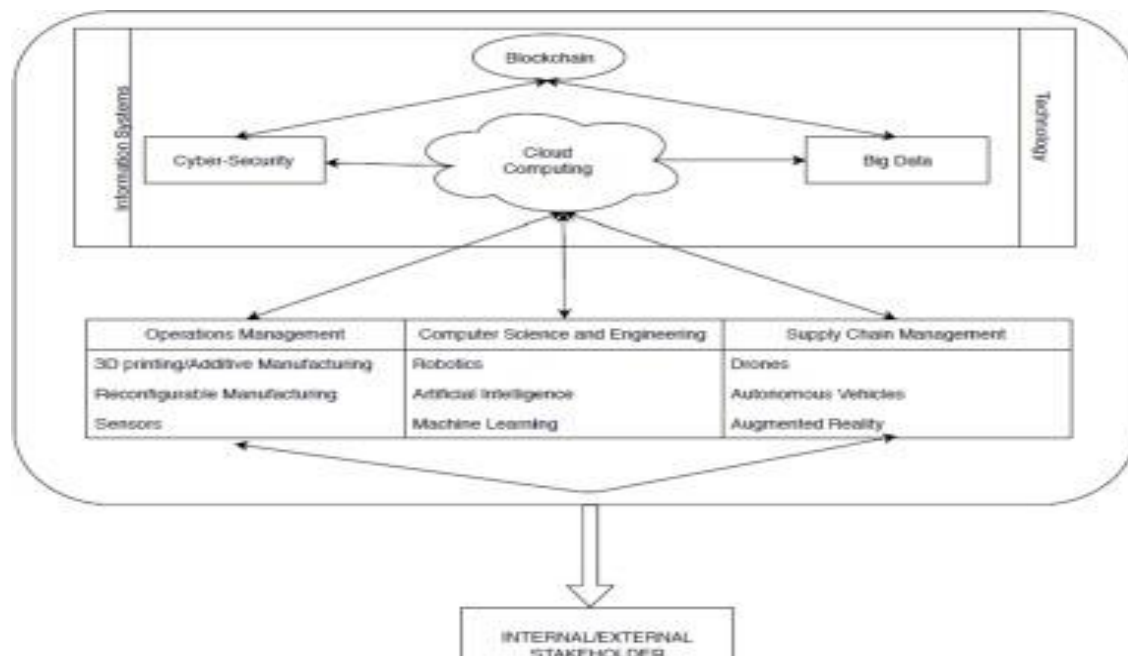 Blockchain
Information Systems
Technology
Cyber-Security
Cloud
Computing
Big Data
Operations Management
Computer Science and Engineering
Supply Chain Management
3D printing/Additive Manufacturing
Robotics
Drones
Reconfigurable Manufacturing
Artificial Intelligence
Autonomous Vehicles
Sensors
Machine Learning
Augmented Reality
INTERNAL/EXTERNAL
STAKEHOLDER